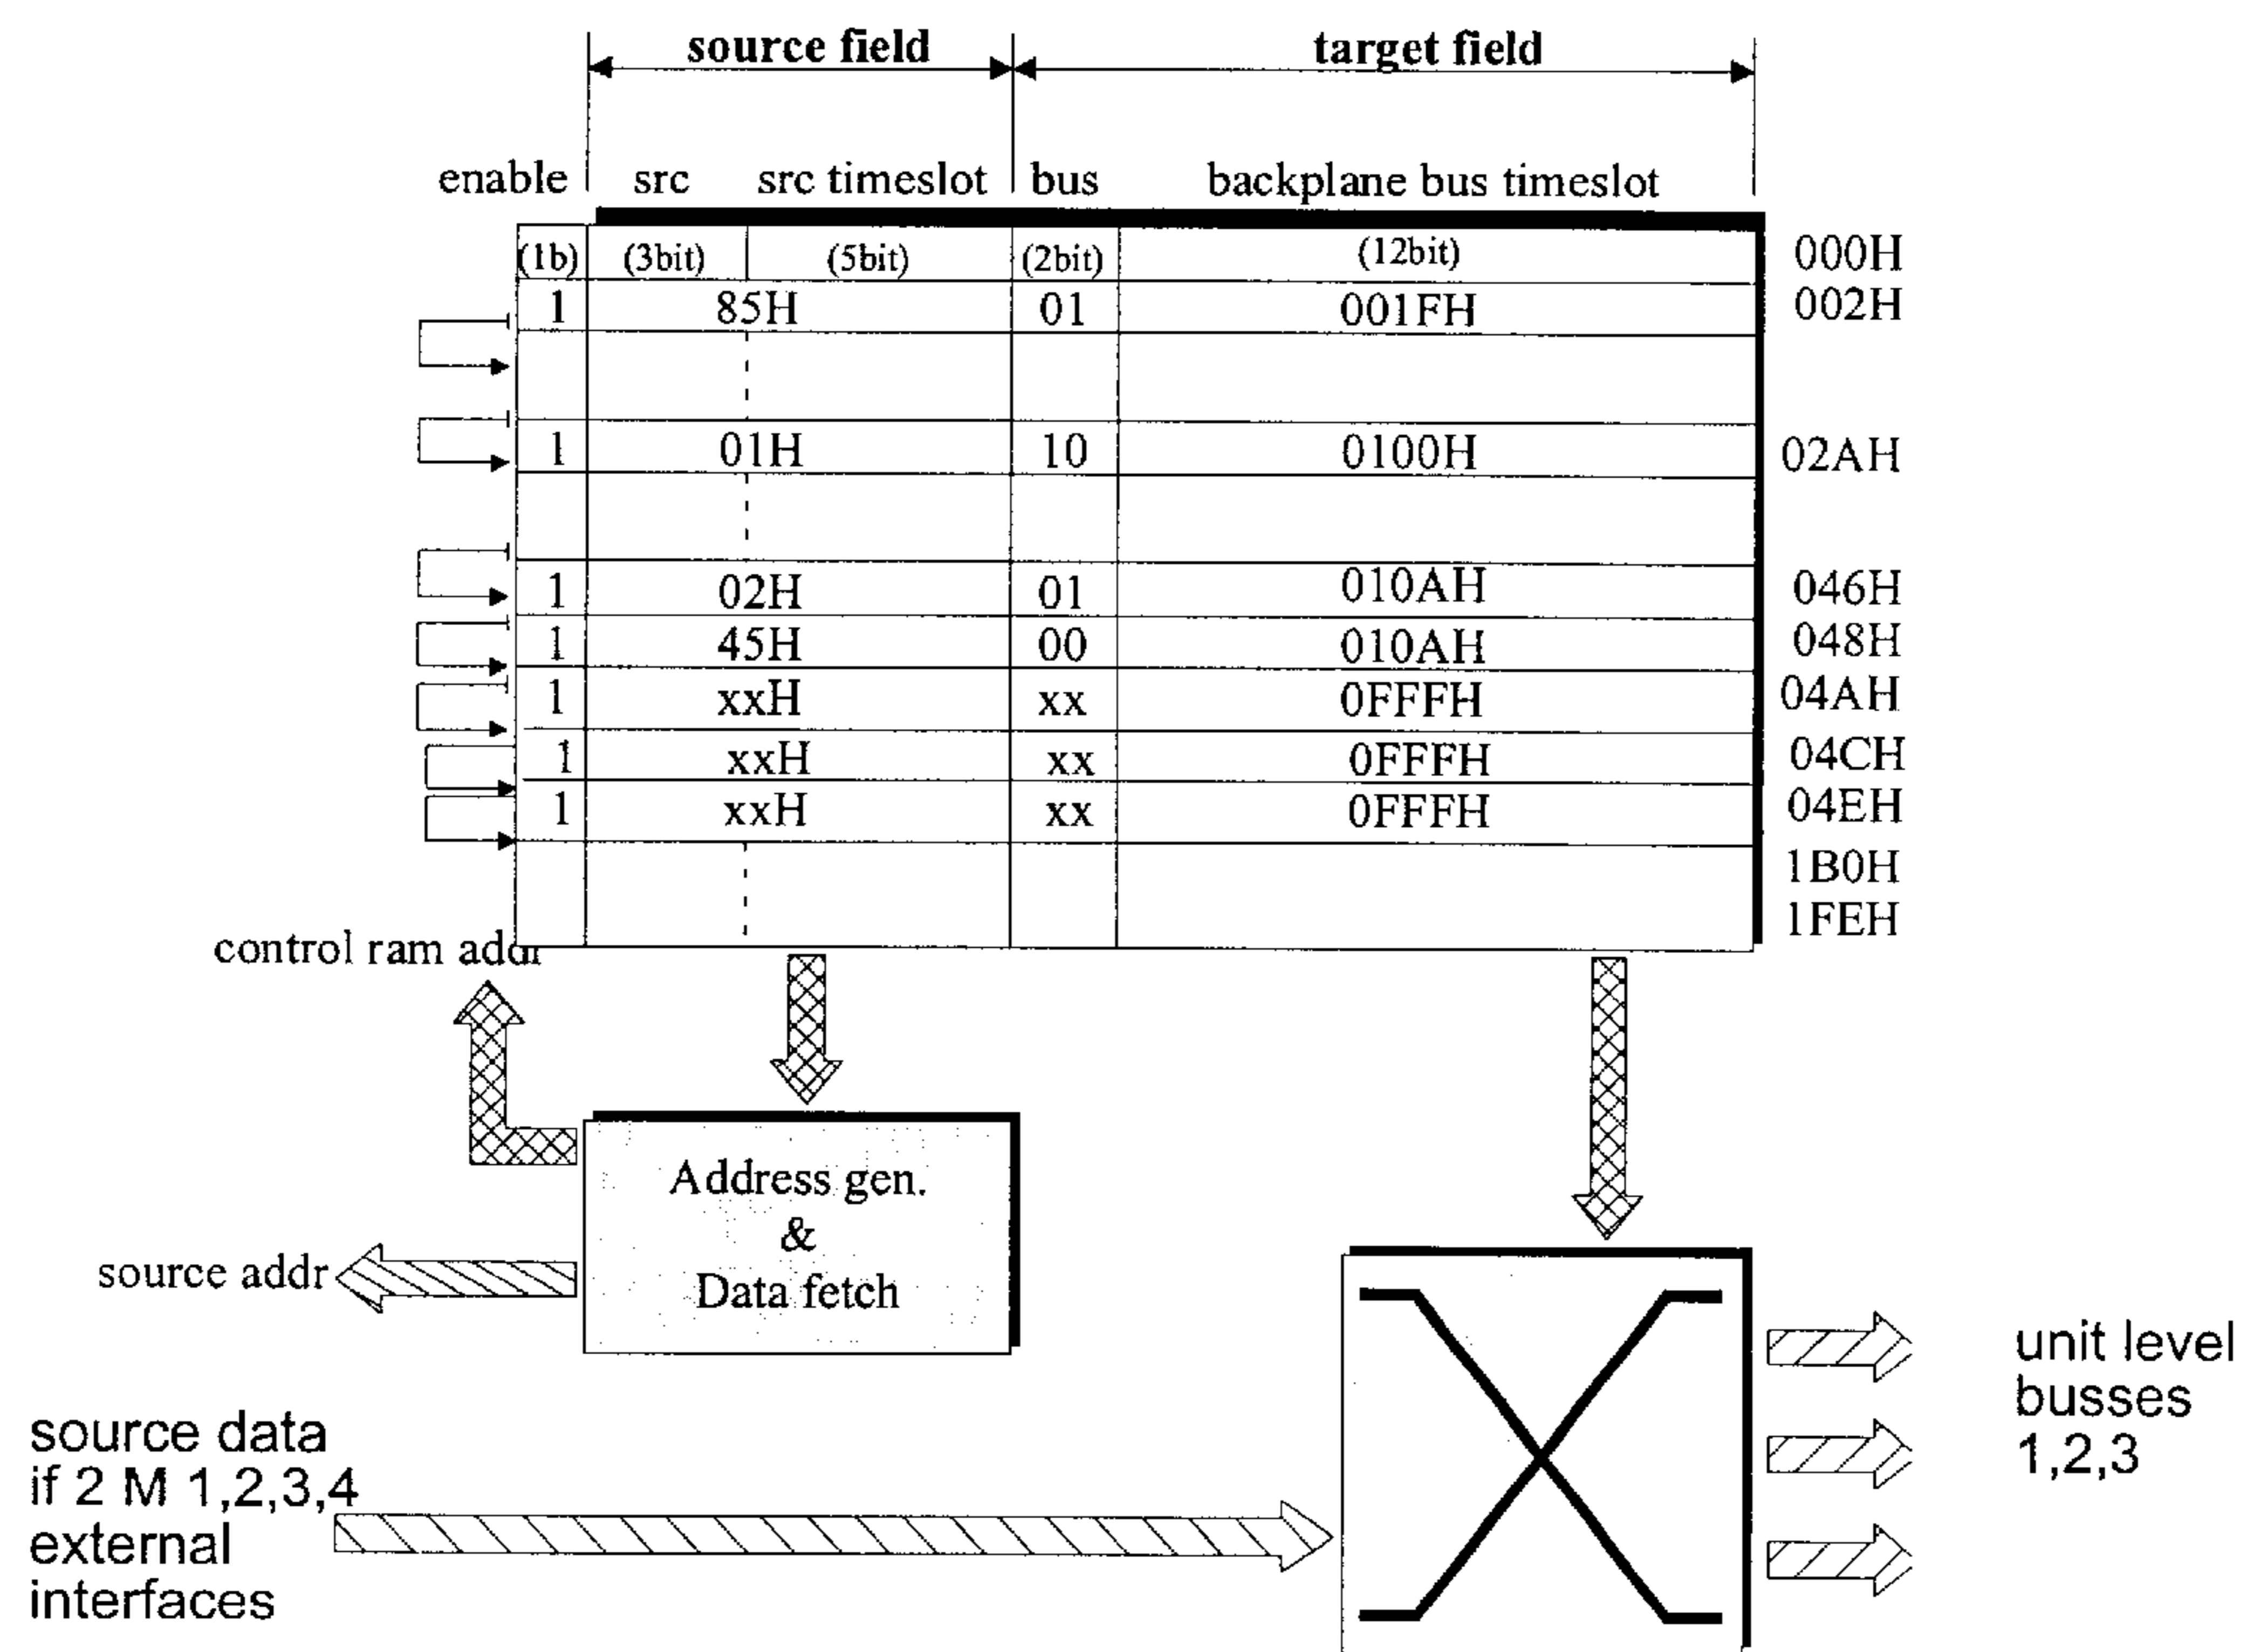 source field target field
enable src src timeslot bus backplane bus timeslot
(1b) (3bit) (5bit) (2bit) (12bit) 000H
1 85H 01 001FH 002H
1 01H 10 0100H 02AH
1 02H 01 010AH 046H
1 45H 00 010AH 048H
1 xxH xx 0FFFH 04AH
1 xxH xx 0FFFH 04CH
1 xxH xx 0FFFH 04EH
1B0H
1FEH
control ram addr
Address gen.
&
Data fetch
source addr
source data
if 2 M 1,2,3,4
external
interfaces
unit level
busses
1,2,3